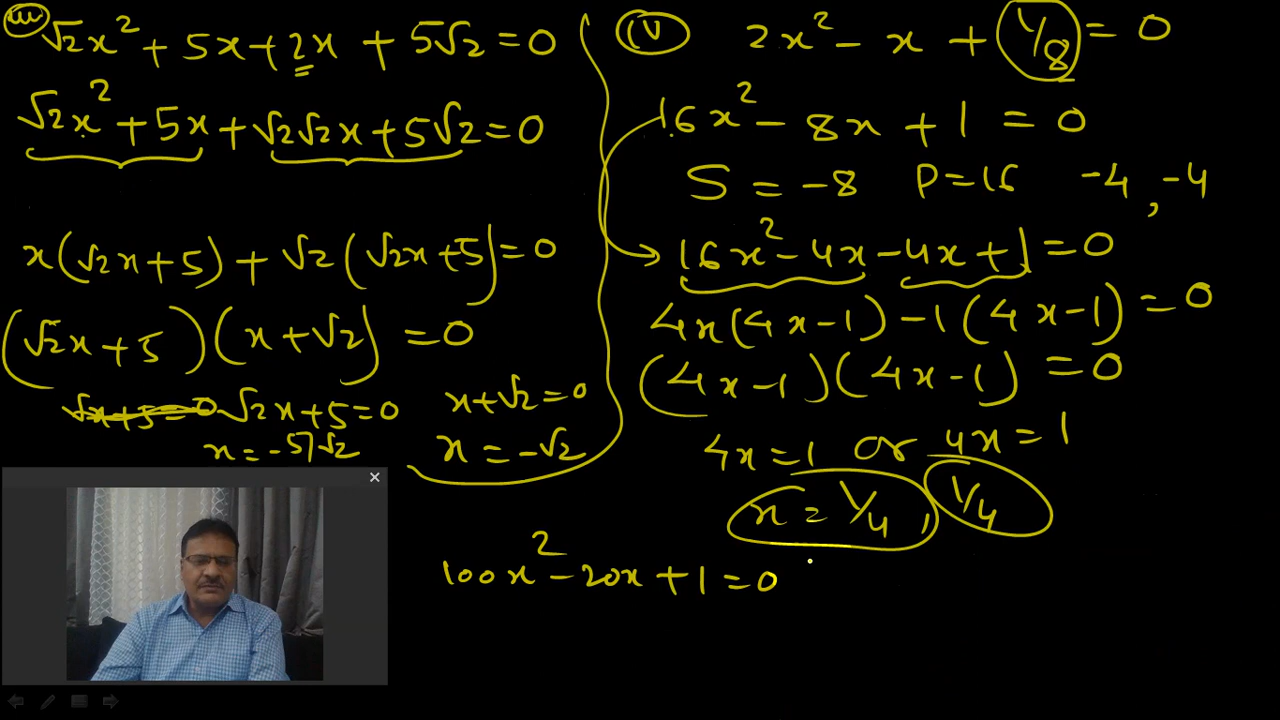 (iii) √2x² + 5x + 2x + 5√2 = 0
√2x² + 5x + √2√2x + 5√2 = 0
x(√2x + 5) + √2(√2x + 5) = 0
(√2x + 5)(x + √2) = 0
√x + 5 = 0 √2x + 5 = 0
x = -5/√2
x + √2 = 0
x = -√2
(iv) 2x² - x + 1/8 = 0
16x² - 8x + 1 = 0
S = -8 P = 16 -4, -4
16x² - 4x - 4x + 1 = 0
4x(4x - 1) - 1(4x - 1) = 0
(4x - 1)(4x - 1) = 0
4x = 1 or 4x = 1
x = 1/4, 1/4
100x² - 20x + 1 = 0